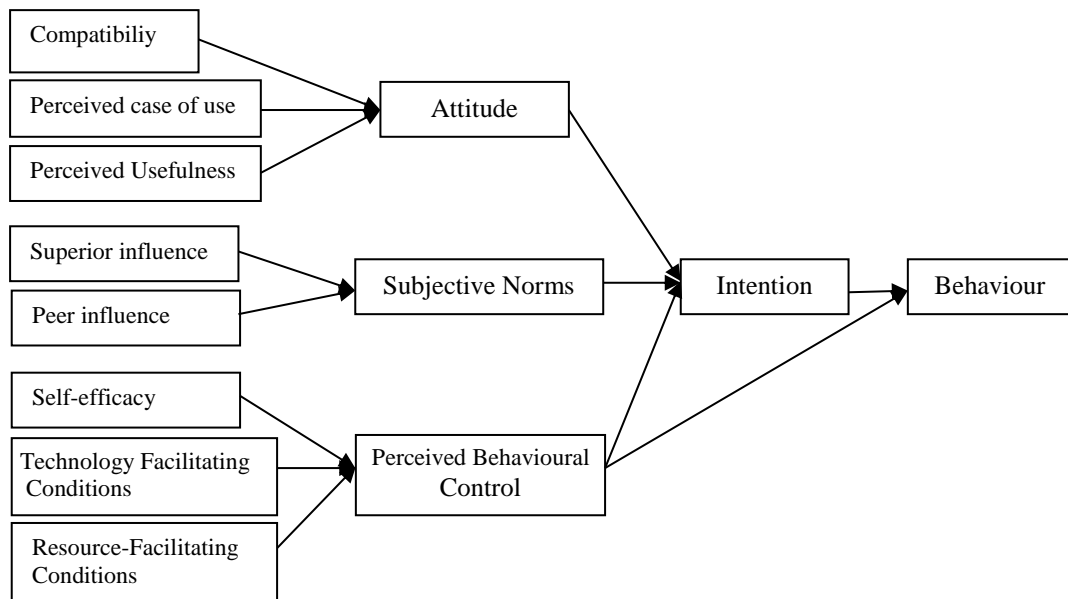 Compatibiliy
Perceived case of use
Perceived Usefulness
Attitude
Superior influence
Peer influence
Subjective Norms
Intention
Behaviour
Self-efficacy
Technology Facilitating
Conditions
Resource-Facilitating
Conditions
Perceived Behavioural
Control